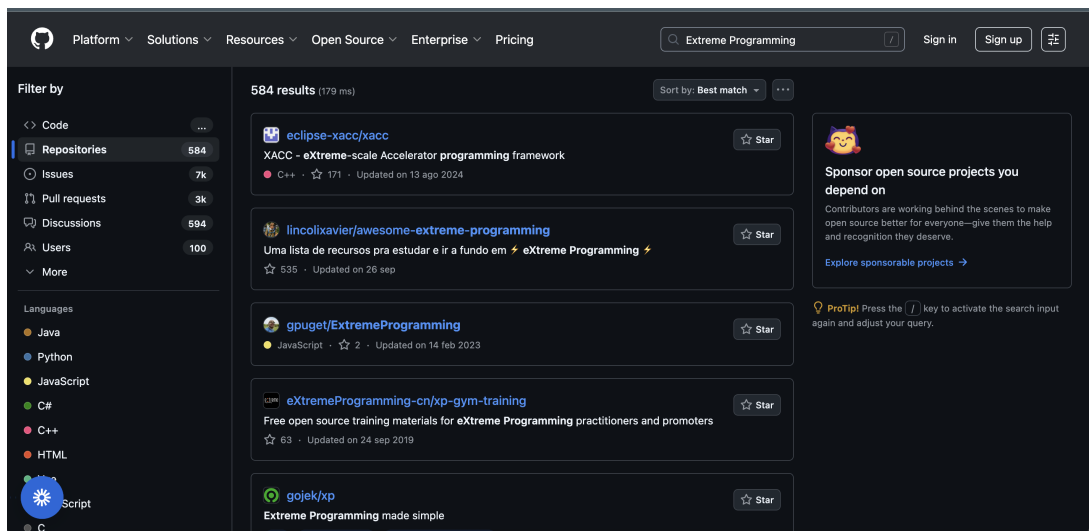 Platform Solutions Resources Open Source Enterprise Pricing Extreme Programming / Sign in Sign up
Filter by
<> Code ...
Repositories 584
Issues 7k
Pull requests 3k
Discussions 594
Users 100
More
Languages
Java
Python
JavaScript
C#
C++
HTML
Script
C
584 results (179 ms)
Sort by: Best match ...
eclipse-xacc/xacc
Star
XACC - eXtreme-scale Accelerator programming framework
C++ · 171 · Updated on 13 ago 2024
lincolixavier/awesome-extreme-programming
Star
Uma lista de recursos pra estudar e ir a fundo em ⚡ eXtreme Programming ⚡
535 · Updated on 26 sep
gpuget/ExtremeProgramming
Star
JavaScript · 2 · Updated on 14 feb 2023
eXtremeProgramming-cn/xp-gym-training
Star
Free open source training materials for eXtreme Programming practitioners and promoters
63 · Updated on 24 sep 2019
gojek/xp
Star
Extreme Programming made simple
Sponsor open source projects you
depend on
Contributors are working behind the scenes to make
open source better for everyone—give them the help
and recognition they deserve.
Explore sponsorable projects →
ProTip! Press the / key to activate the search input
again and adjust your query.